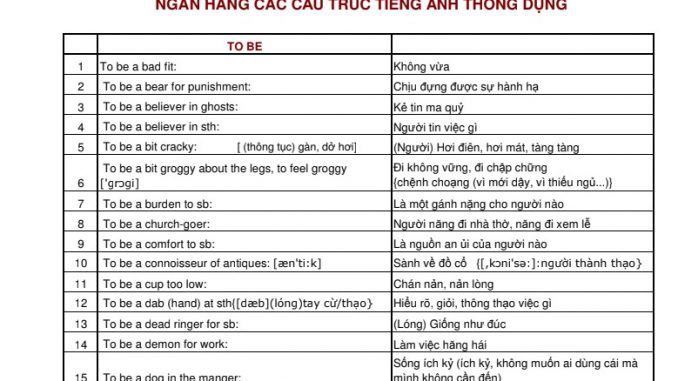 NGÂN HÀNG CÁC CẤU TRÚC TIẾNG ANH THÔNG DỤNG
TO BE
1 To be a bad fit: Không vừa
2 To be a bear for punishment: Chịu đựng được sự hành hạ
3 To be a believer in ghosts: Kẻ tin ma quỷ
4 To be a believer in sth: Người tin việc gì
5 To be a bit cracky: [ (thông tục) gàn, dở hơi] (Người) Hơi điên, hơi mát, tàng tàng
To be a bit groggy about the legs, to feel groggy Đi không vững, đi chập chững
6 ['grɔgi] {chệnh choạng (vì mới dậy, vì thiếu ngủ...)}
7 To be a burden to sb: Là một gánh nặng cho người nào
8 To be a church-goer: Người năng đi nhà thờ, năng đi xem lễ
9 To be a comfort to sb: Là nguồn an ủi của người nào
10 To be a connoisseur of antiques: [æn'ti:k] Sành về đồ cổ {[,kɔni'sə:]:người thành thạo}
11 To be a cup too low: Chán nản, nản lòng
12 To be a dab (hand) at sth{[dæb](lóng)tay cừ/thạo} Hiểu rõ, giỏi, thông thạo việc gì
13 To be a dead ringer for sb: (Lóng) Giống như đúc
14 To be a demon for work: Làm việc hăng hái
Sống ích kỷ (ích kỷ, không muốn ai dùng cái mà
15 To be a dog in the manger: mình không cần đến)